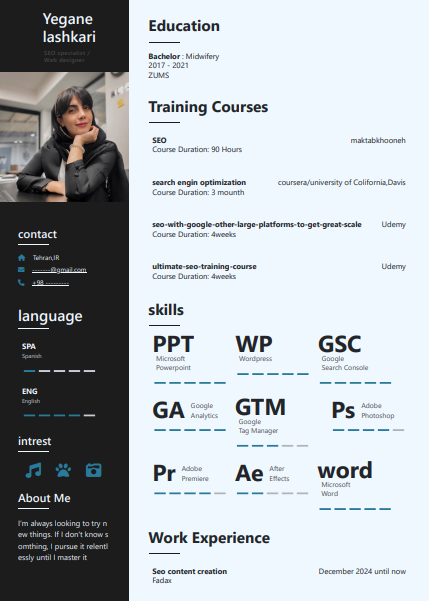 Yegane
lashkari
SEO specialist /
Web designer
contact
Tehran,IR
-------@gmail.com
+98 ---------
language
SPA
Spanish
ENG
English
intrest
About Me
I'm always looking to try n
ew things. If I don't know s
omthing, I pursue it relentl
essly until I master it
Education
Bachelor : Midwifery
2017 - 2021
ZUMS
Training Courses
SEO maktabkhooneh
Course Duration: 90 Hours
search engin optimization coursera/university of Colifornia,Davis
Course Duration: 3 mounth
seo-with-google-other-large-platforms-to-get-great-scale Udemy
Course Duration: 4weeks
ultimate-seo-training-course Udemy
Course Duration: 4weeks
skills
PPT
Microsoft
Powerpoint
WP
Wordpress
GSC
Google
Search Console
GA
Google
Analytics
GTM
Google
Tag Manager
Ps
Adobe
Photoshop
Pr
Adobe
Premiere
Ae
After
Effects
word
Microsoft
Word
Work Experience
Seo content creation December 2024 until now
Fadax